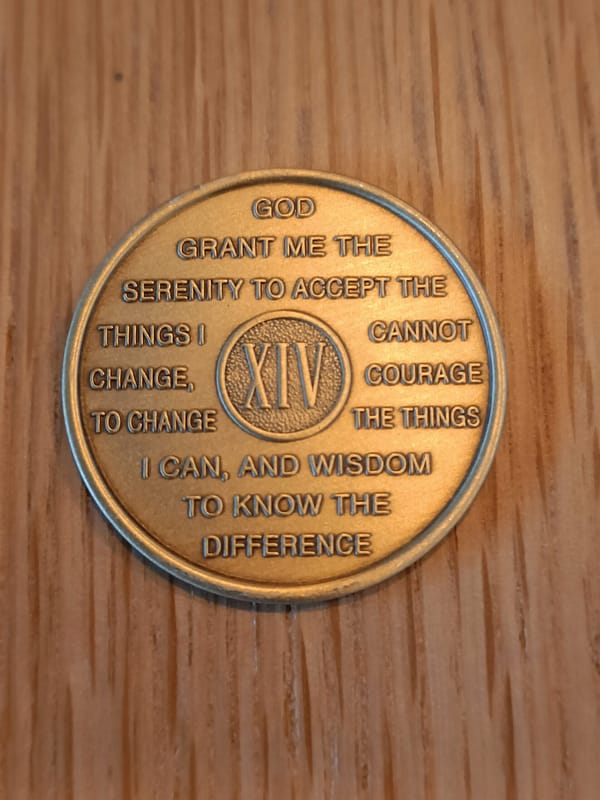 GOD
GRANT ME THE
SERENITY TO ACCEPT THE
THINGS I CANNOT
CHANGE, COURAGE
XIV
TO CHANGE THE THINGS
I CAN, AND WISDOM
TO KNOW THE
DIFFERENCE